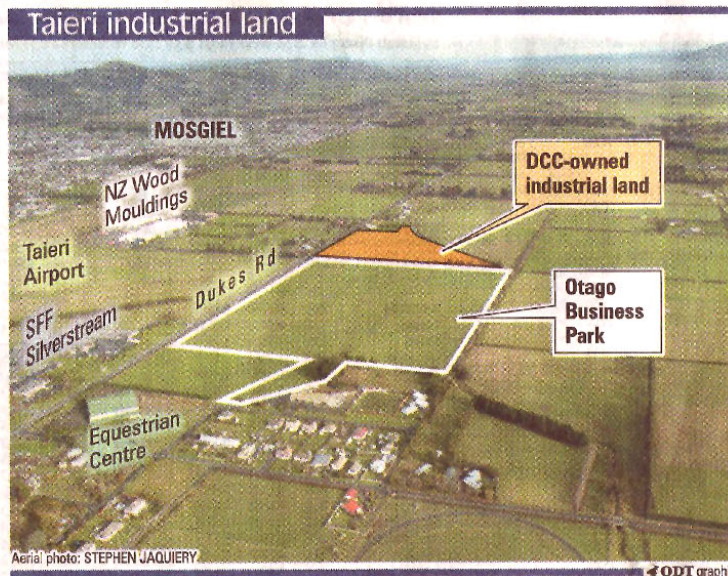 Taieri industrial land
MOSGIEL
NZ Wood
Mouldings
DCC-owned
industrial land
Taieri
Airport
Dukes Rd
Otago
Business
Park
SFF
Silverstream
Equestrian
Centre
Aerial photo: STEPHEN JAQUIERY
ODT graph